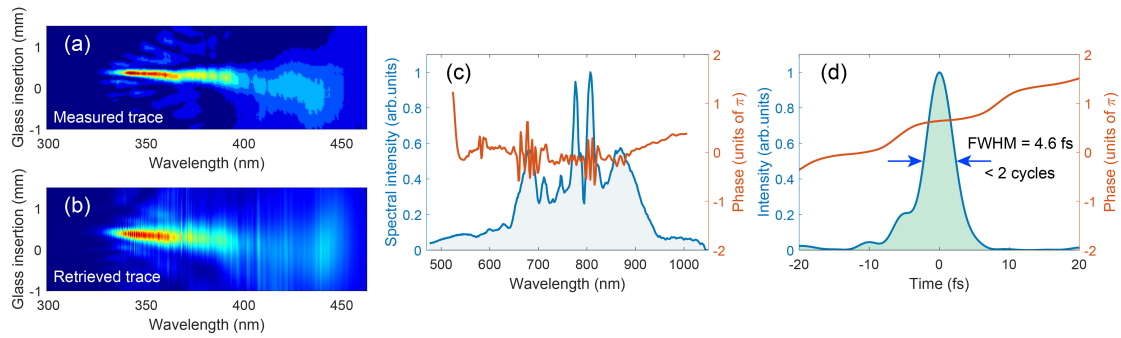 (a)
Glass insertion (mm)
1
0
-1
Measured trace
300
350
400
450
Wavelength (nm)
(b)
Glass insertion (mm)
1
0
-1
Retrieved trace
300
350
400
450
Wavelength (nm)
(c)
Spectral intensity (arb.units)
1
0.8
0.6
0.4
0.2
0
500
600
700
800
900
1000
Wavelength (nm)
2
1
0
-1
-2
Phase (units of π)
(d)
Intensity (arb.units)
1
0.8
0.6
0.4
0.2
0
FWHM = 4.6 fs
< 2 cycles
-20
-10
0
10
20
Time (fs)
2
1
0
-1
-2
Phase (units of π)